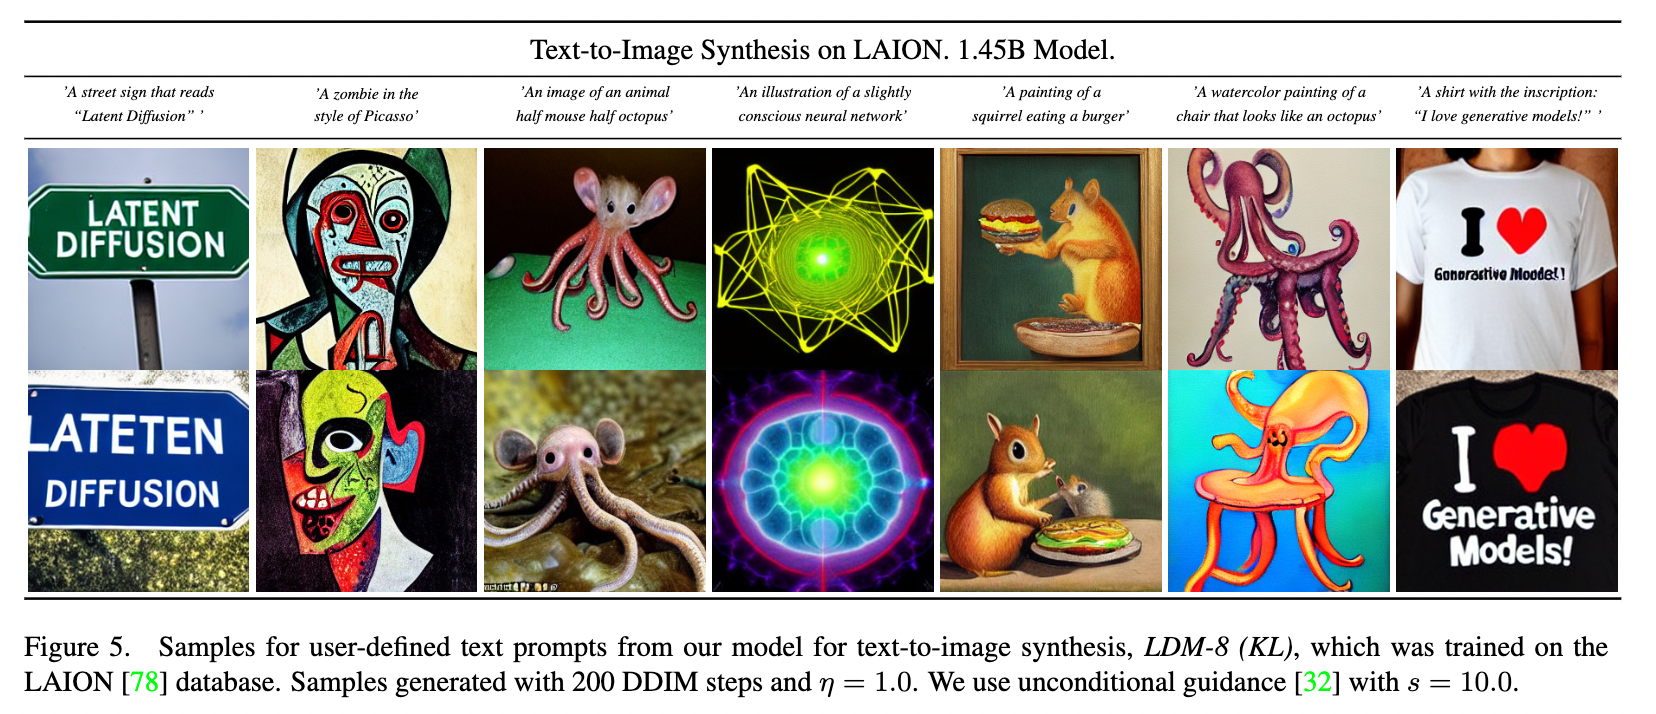 Text-to-Image Synthesis on LAION. 1.45B Model.
'A street sign that reads
“Latent Diffusion” '
'A zombie in the
style of Picasso'
'An image of an animal
half mouse half octopus'
'An illustration of a slightly
conscious neural network'
'A painting of a
squirrel eating a burger'
'A watercolor painting of a
chair that looks like an octopus'
'A shirt with the inscription:
“I love generative models!” '
LATENT
DIFFUSION
I
LATETEN
DIFFUSION
I
Generative
Models!
Figure 5. Samples for user-defined text prompts from our model for text-to-image synthesis, LDM-8 (KL), which was trained on the
LAION [78] database. Samples generated with 200 DDIM steps and η = 1.0. We use unconditional guidance [32] with s = 10.0.